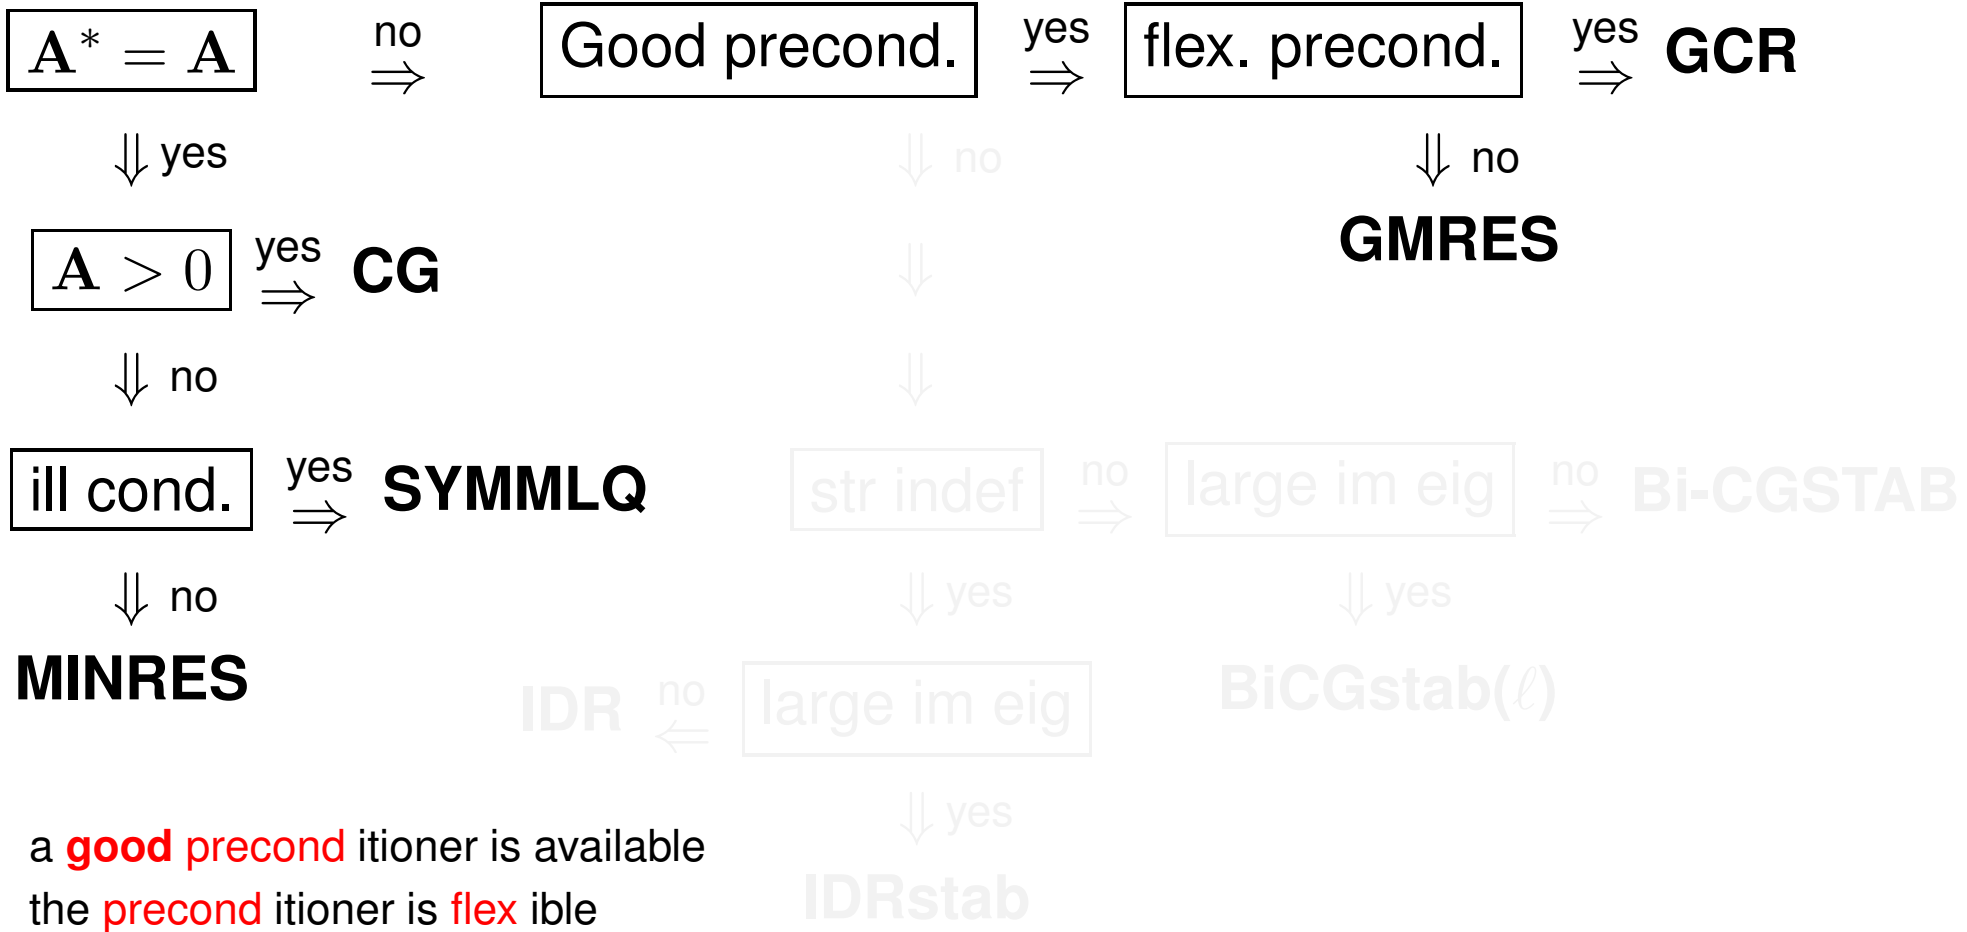 A* = A no ⇒ Good precond. yes ⇒ flex. precond. yes ⇒ GCR
⇓ yes ⇓ no ⇓ no
GMRES
A > 0 yes ⇒ CG ⇓
⇓ no ⇓
ill cond. yes ⇒ SYMMLQ str indef no ⇒ large im eig no ⇒ Bi-CGSTAB
⇓ no ⇓ yes ⇓ yes
MINRES IDR no ⇐ large im eig BiCGstab(ℓ)
⇓ yes
a good precond itioner is available
IDRstab
the precond itioner is flex ible